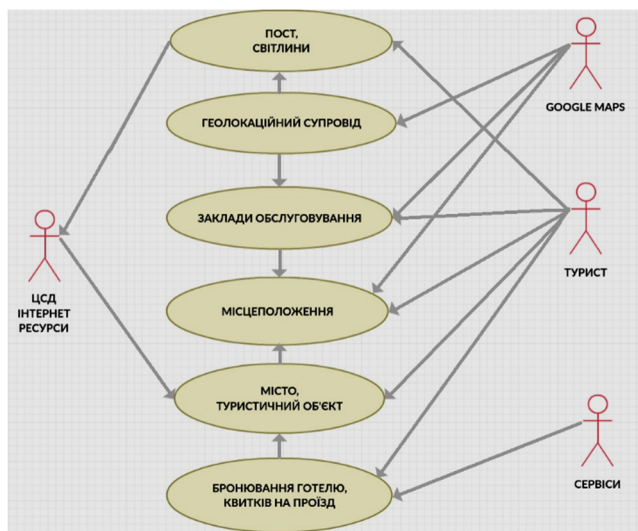 ПОСТ,
СВІТЛИНИ
ГЕОЛОКАЦІЙНИЙ СУПРОВІД
ЗАКЛАДИ ОБСЛУГОВУВАННЯ
МІСЦЕПОЛОЖЕННЯ
МІСТО,
ТУРИСТИЧНИЙ ОБ'ЄКТ
БРОНЮВАННЯ ГОТЕЛЮ,
КВИТКІВ НА ПРОЇЗД
ЦСД
ІНТЕРНЕТ
РЕСУРСИ
GOOGLE MAPS
ТУРИСТ
СЕРВІСИ